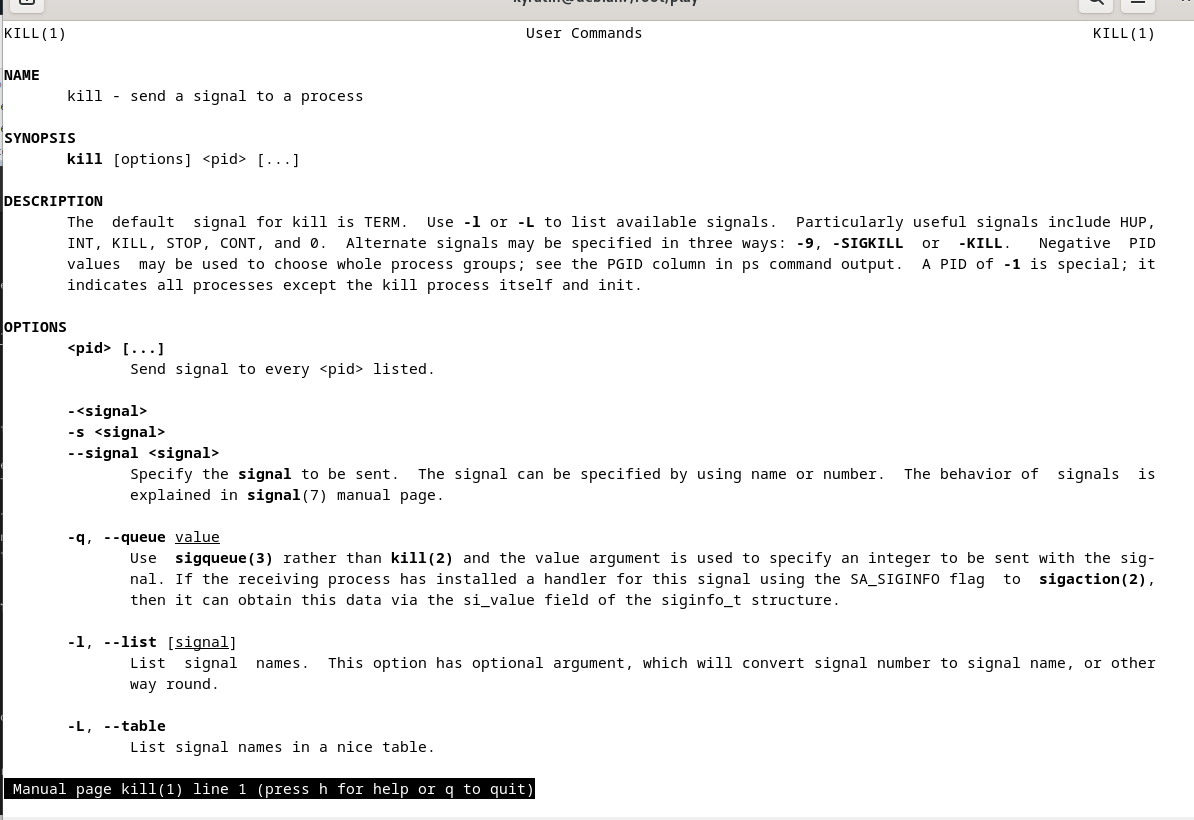 KILL(1) User Commands KILL(1)
NAME
kill - send a signal to a process
SYNOPSIS
kill [options] <pid> [...]
DESCRIPTION
The default signal for kill is TERM. Use -l or -L to list available signals. Particularly useful signals include HUP,
INT, KILL, STOP, CONT, and 0. Alternate signals may be specified in three ways: -9, -SIGKILL or -KILL. Negative PID
values may be used to choose whole process groups; see the PGID column in ps command output. A PID of -1 is special; it
indicates all processes except the kill process itself and init.
OPTIONS
<pid> [...]
Send signal to every <pid> listed.
-<signal>
-s <signal>
--signal <signal>
Specify the signal to be sent. The signal can be specified by using name or number. The behavior of signals is
explained in signal(7) manual page.
-q, --queue value
Use sigqueue(3) rather than kill(2) and the value argument is used to specify an integer to be sent with the sig-
nal. If the receiving process has installed a handler for this signal using the SA_SIGINFO flag to sigaction(2),
then it can obtain this data via the si_value field of the siginfo_t structure.
-l, --list [signal]
List signal names. This option has optional argument, which will convert signal number to signal name, or other
way round.
-L, --table
List signal names in a nice table.
Manual page kill(1) line 1 (press h for help or q to quit)